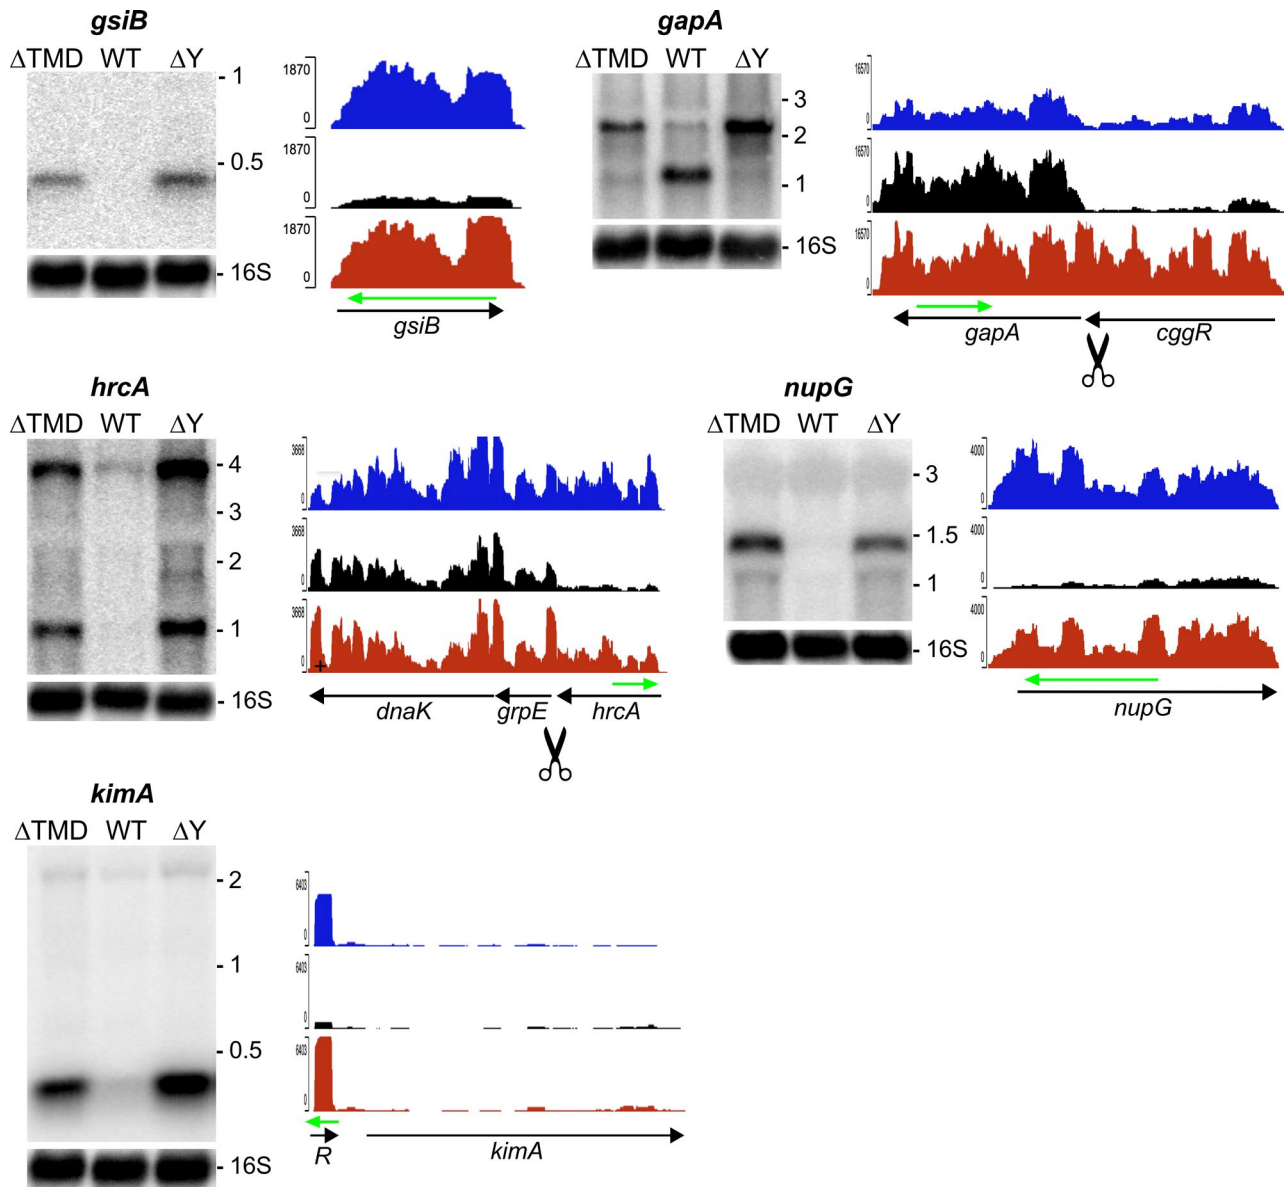 gsiB
ΔTMD WT ΔY
1
0.5
16S
1870
0
1870
0
1870
0
gsiB
gapA
ΔTMD WT ΔY
3
2
1
16S
16570
0
16570
0
16570
0
gapA cggR
hrcA
ΔTMD WT ΔY
4
3
2
1
16S
3668
0
3668
0
3668
0
+
dnaK grpE hrcA
nupG
ΔTMD WT ΔY
3
1.5
1
16S
4000
0
4000
0
4000
0
nupG
kimA
ΔTMD WT ΔY
2
1
0.5
16S
6403
0
6403
0
6403
0
R kimA